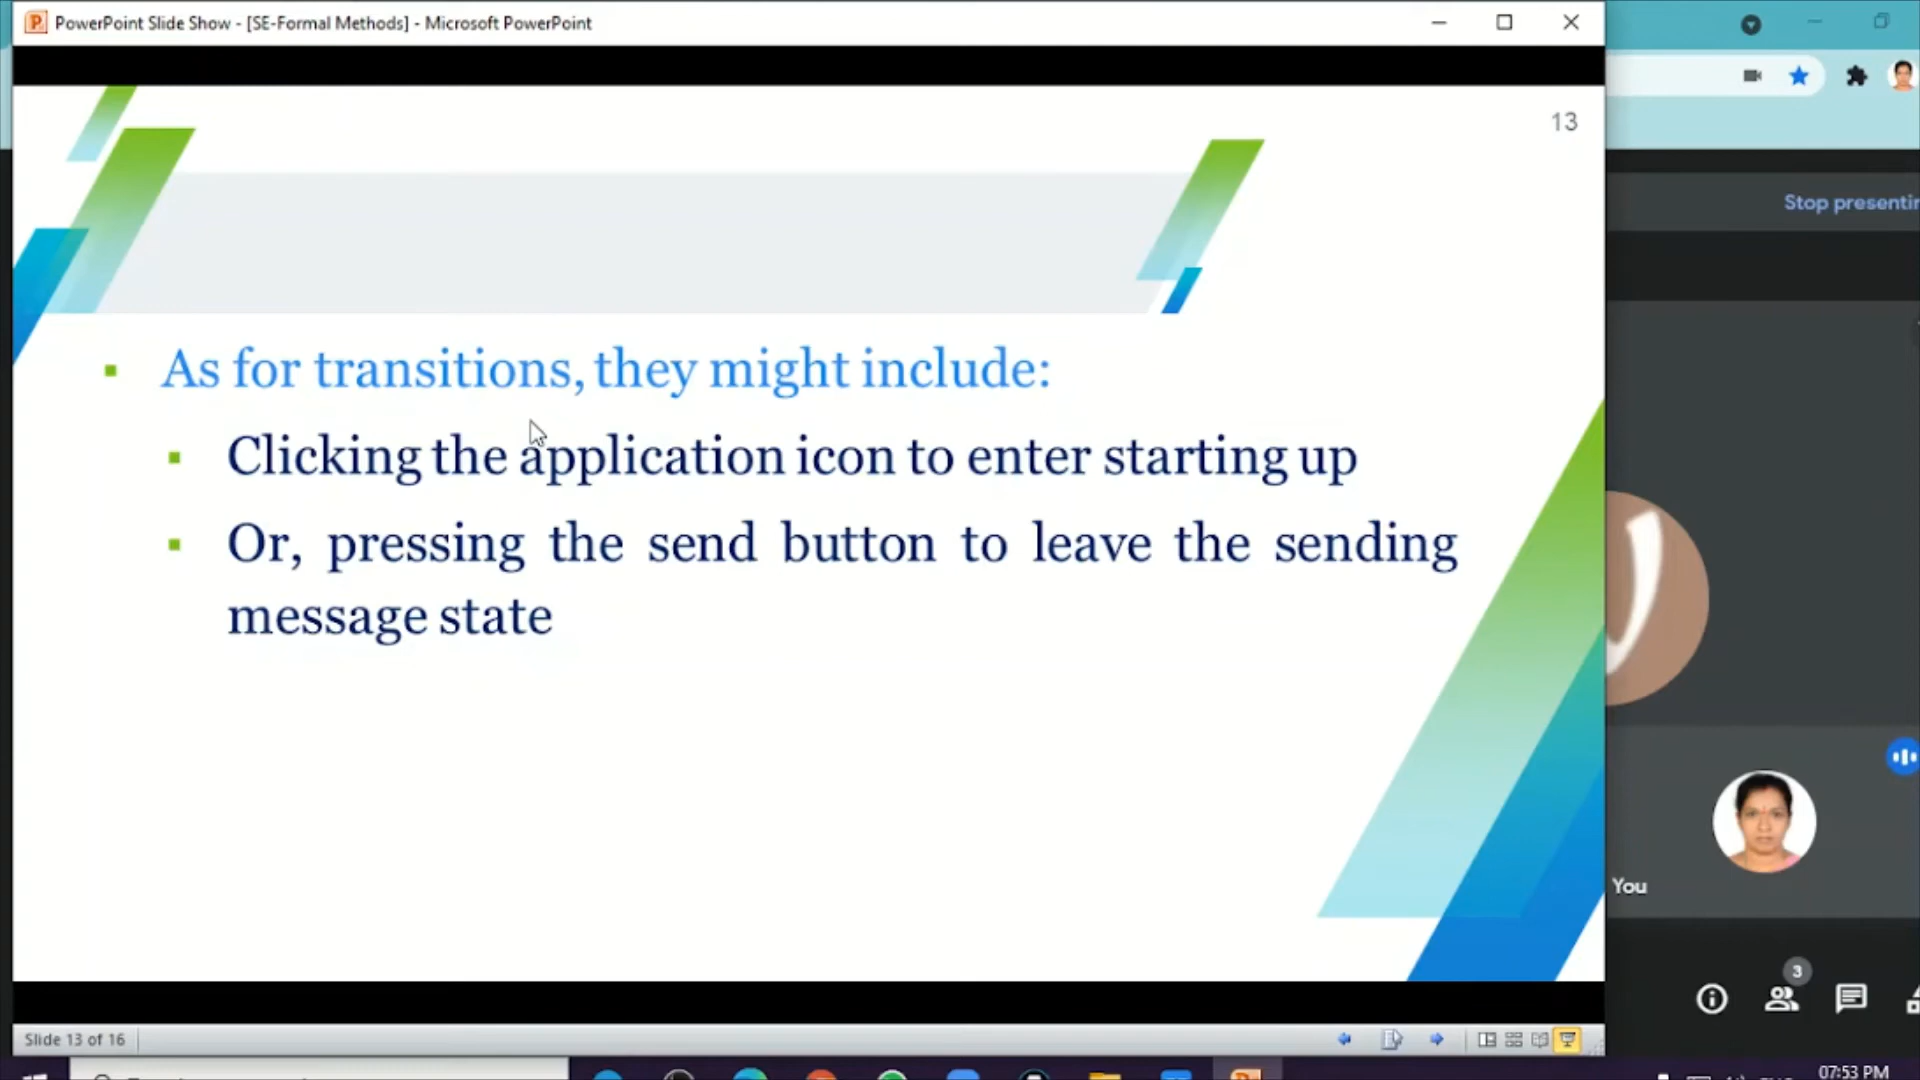 PowerPoint Slide Show - [SE-Formal Methods] - Microsoft PowerPoint
13
Stop presentin
As for transitions, they might include:
Clicking the application icon to enter starting up
Or, pressing the send button to leave the sending
message state
You
3
Slide 13 of 16
07:53 PM